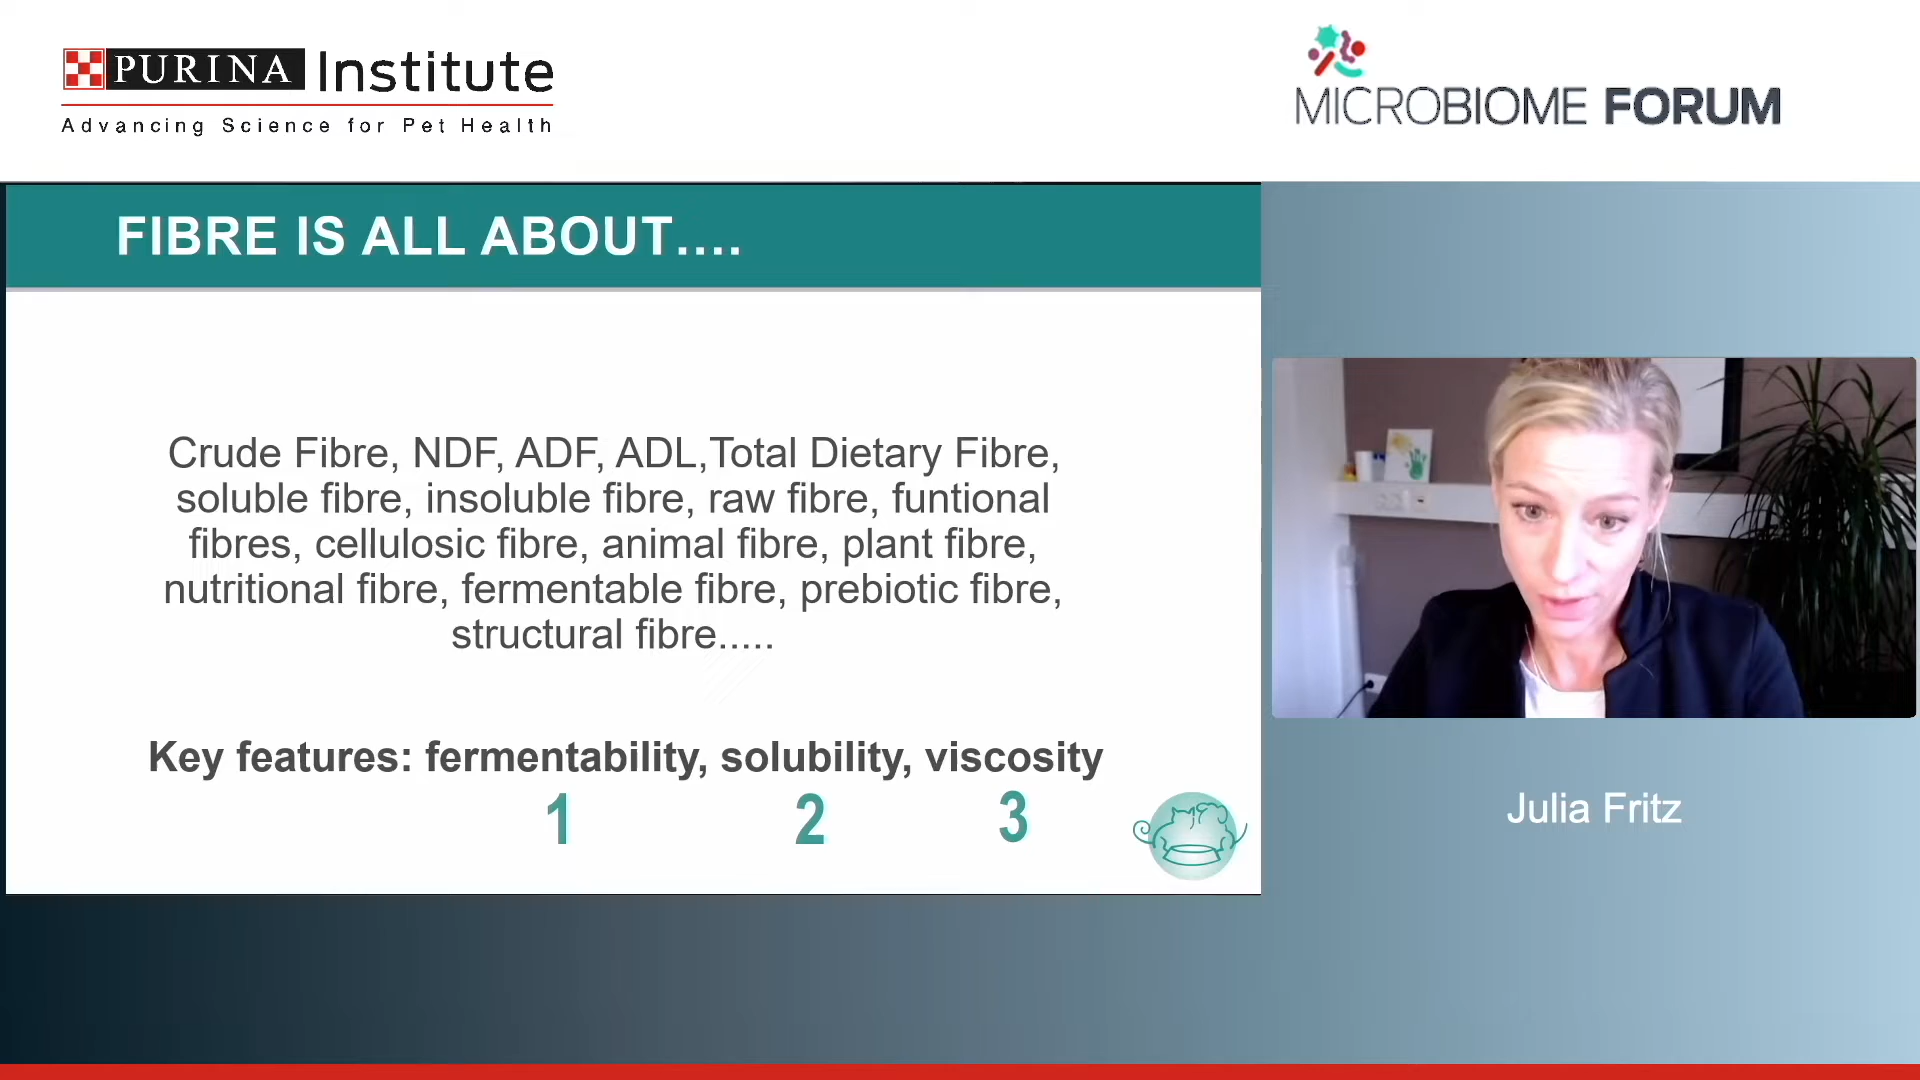 PURINA Institute
Advancing Science for Pet Health
MICROBIOME FORUM
FIBRE IS ALL ABOUT....
Crude Fibre, NDF, ADF, ADL,Total Dietary Fibre,
soluble fibre, insoluble fibre, raw fibre, funtional
fibres, cellulosic fibre, animal fibre, plant fibre,
nutritional fibre, fermentable fibre, prebiotic fibre,
structural fibre.....
Key features: fermentability, solubility, viscosity
1 2 3
Julia Fritz